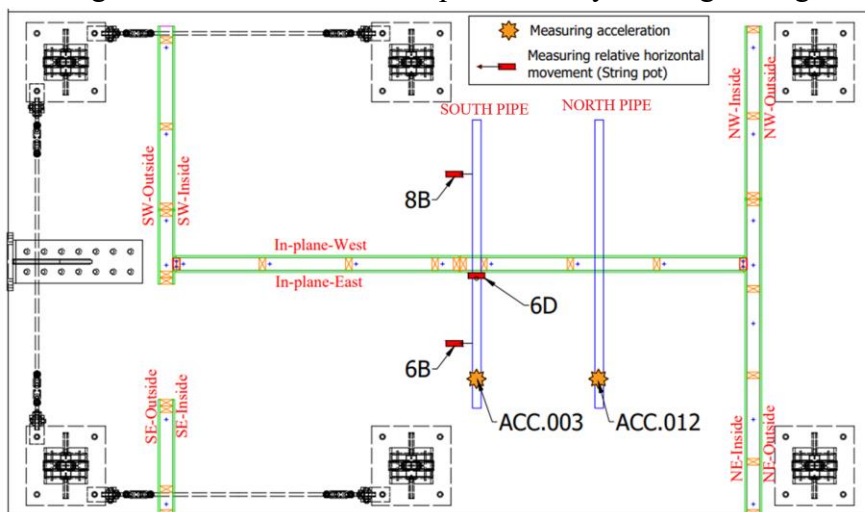 Measuring acceleration
Measuring relative horizontal
movement (String pot)
SOUTH PIPE
NORTH PIPE
SW-Outside
SW-Inside
NW-Inside
NW-Outside
8B
In-plane-West
In-plane-East
6D
6B
SE-Outside
SE-Inside
ACC.003
ACC.012
NE-Inside
NE-Outside